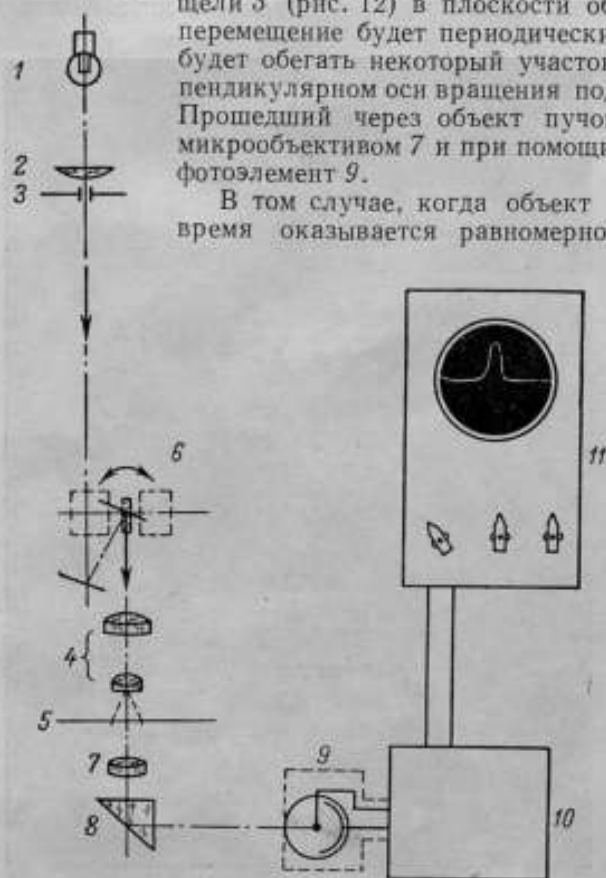 щели 3 (рис. 12) в плоскости об
перемещение будет периодически
будет обегать некоторый участок
пендикулярном оси вращения по
Прошедший через объект пучо
микрообъективом 7 и при помощи
фотоэлемент 9.
В том случае, когда объект
время оказывается равномерно
1
2
3
6
11
4
5
7
9
8
10